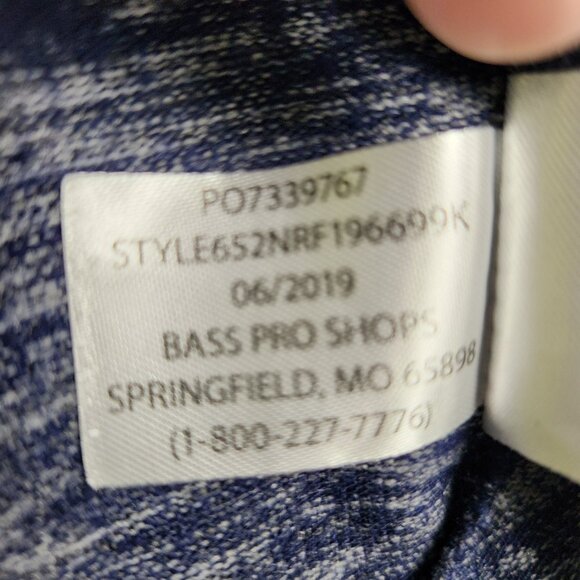 PO7339767
STYLE652NRF196699K
06/2019
BASS PRO SHOPS
SPRINGFIELD, MO 65898
(1-800-227-7776)